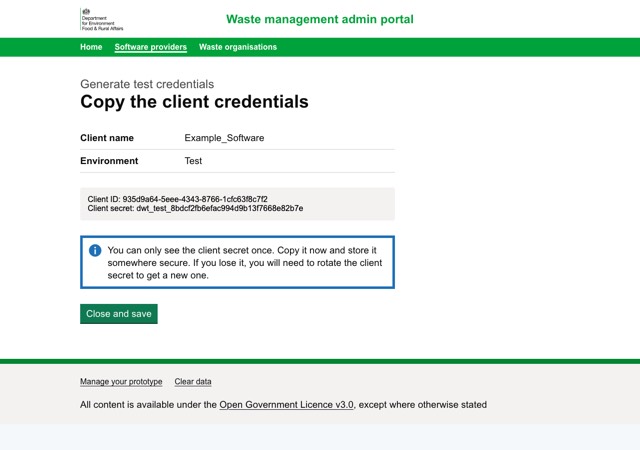 Department
for Environment
Food & Rural Affairs
Waste management admin portal
Home Software providers Waste organisations
Generate test credentials
Copy the client credentials
Client name Example_Software
Environment Test
Client ID: 935d9a64-5eee-4343-8766-1cfc63f8c7f2
Client secret: dwt_test_8bdcf2fb6efac994d9b13f7668e82b7e
You can only see the client secret once. Copy it now and store it
somewhere secure. If you lose it, you will need to rotate the client
secret to get a new one.
Close and save
Manage your prototype Clear data
All content is available under the Open Government Licence v3.0, except where otherwise stated